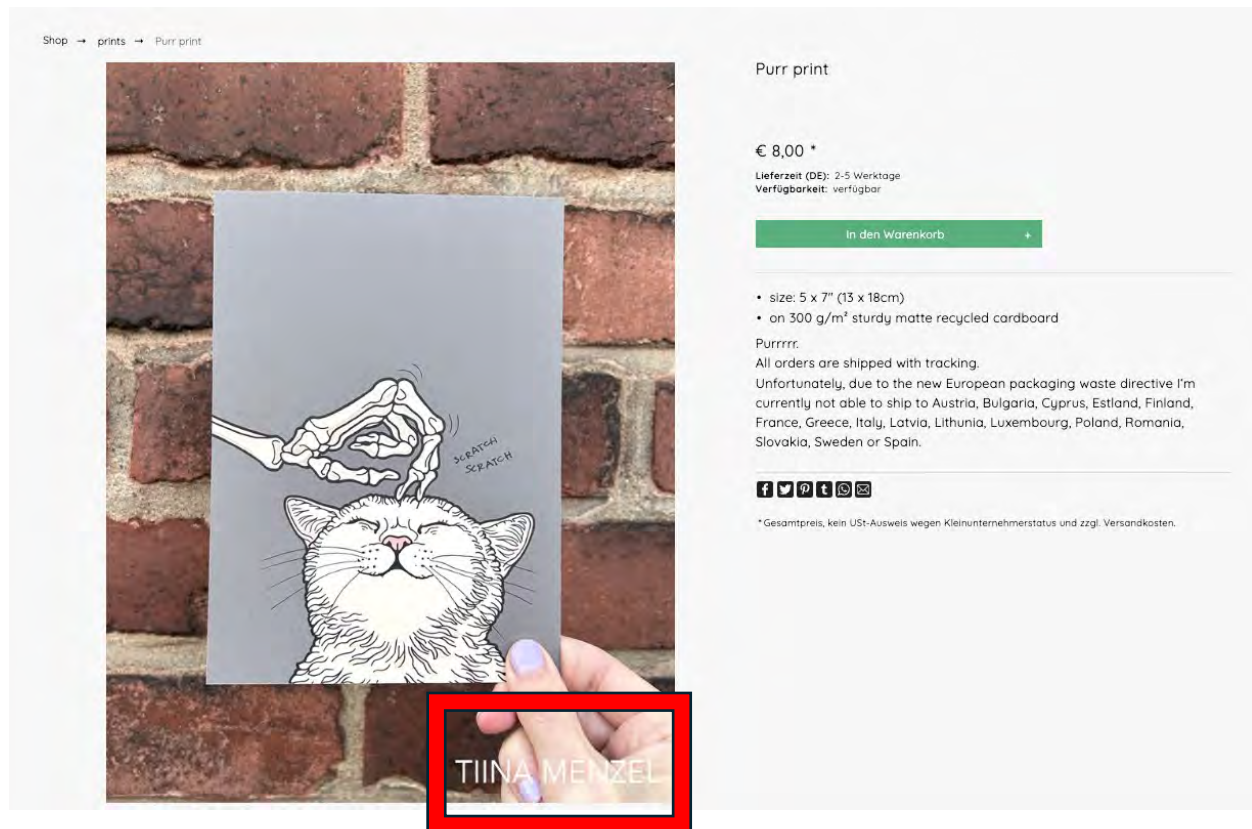 Shop → prints → Purr print
Purr print
€ 8,00 *
Lieferzeit (DE): 2-5 Werktage
Verfügbarkeit: verfügbar
In den Warenkorb +
• size: 5 x 7" (13 x 18cm)
• on 300 g/m² sturdy matte recycled cardboard
Purrrrr.
All orders are shipped with tracking.
Unfortunately, due to the new European packaging waste directive I'm
currently not able to ship to Austria, Bulgaria, Cyprus, Estland, Finland,
France, Greece, Italy, Latvia, Lithunia, Luxembourg, Poland, Romania,
Slovakia, Sweden or Spain.
* Gesamtpreis, kein USt-Ausweis wegen Kleinunternehmerstatus und zzgl. Versandkosten.
SCRATCH
SCRATCH
TIINA MENZEL